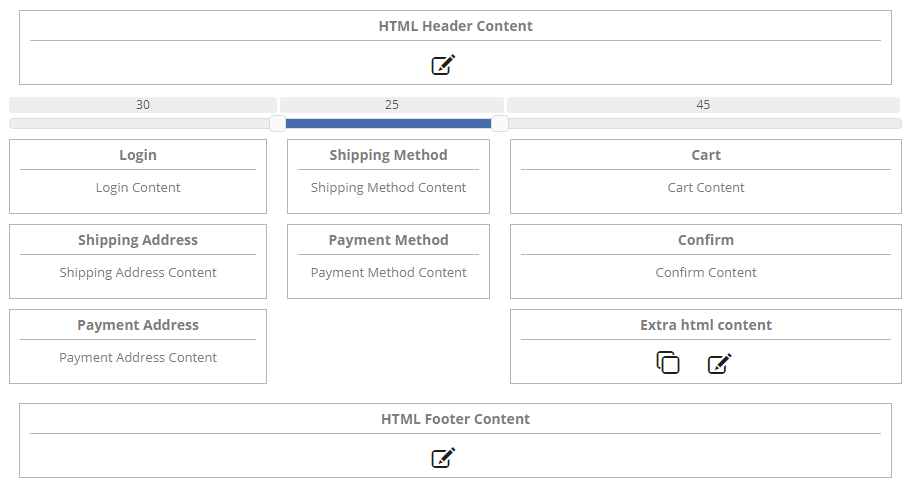 HTML Header Content
30 25 45
Login
Login Content
Shipping Address
Shipping Address Content
Payment Address
Payment Address Content
Shipping Method
Shipping Method Content
Payment Method
Payment Method Content
Cart
Cart Content
Confirm
Confirm Content
Extra html content
HTML Footer Content